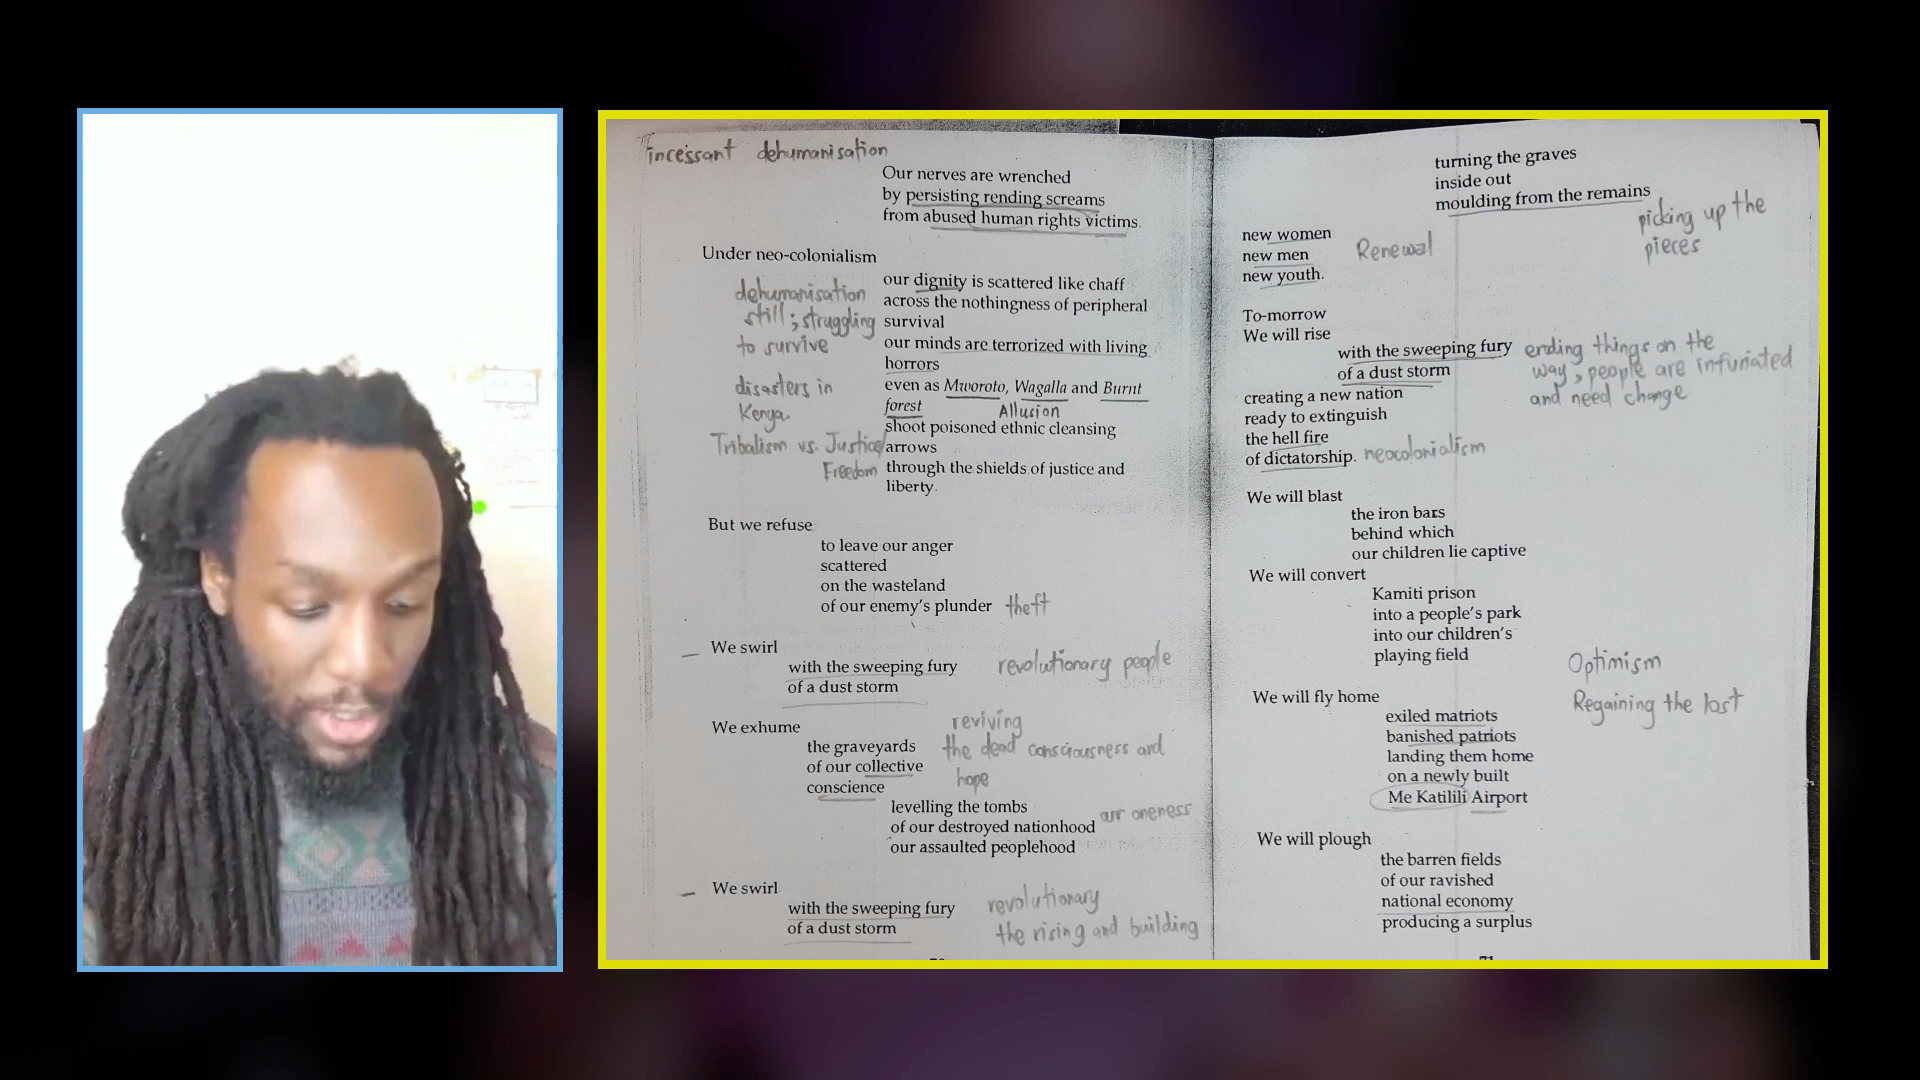 incessant dehumanisation
Our nerves are wrenched
by persisting rending screams
from abused human rights victims.
Under neo-colonialism
our dignity is scattered like chaff
across the nothingness of peripheral
survival
our minds are terrorized with living
horrors
even as Mworoto, Wagalla and Burnt
forest
shoot poisoned ethnic cleansing
arrows
through the shields of justice and
liberty.
dehumanisation
still; struggling
to survive
disasters in
Kenya
Allusion
Tribalism vs. Justice/
Freedom
But we refuse
to leave our anger
scattered
on the wasteland
of our enemy's plunder theft
We swirl
with the sweeping fury
of a dust storm
revolutionary people
We exhume
the graveyards
of our collective
conscience
reviving
the dead consciousness and
hope
levelling the tombs
of our destroyed nationhood
our assaulted peoplehood
our oneness
We swirl
with the sweeping fury
of a dust storm
revolutionary
the rising and building
turning the graves
inside out
moulding from the remains
picking up the
pieces
new women
new men
new youth.
Renewal
To-morrow
We will rise
with the sweeping fury
of a dust storm
ending things on the
way, people are infuriated
and need change
creating a new nation
ready to extinguish
the hell fire
of dictatorship. neocolonialism
We will blast
the iron bars
behind which
our children lie captive
We will convert
Kamiti prison
into a people's park
into our children's
playing field
Optimism
Regaining the lost
We will fly home
exiled matriots
banished patriots
landing them home
on a newly built
Me Katilili Airport
We will plough
the barren fields
of our ravished
national economy
producing a surplus